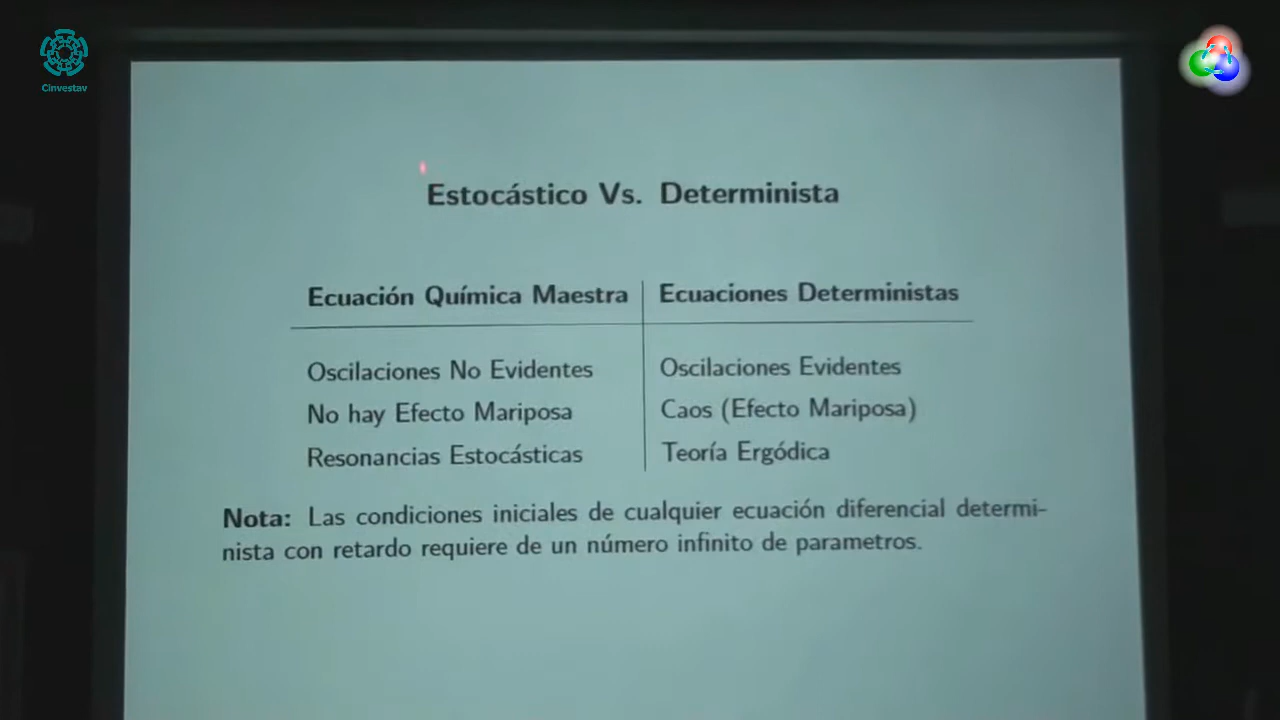 Cinvestav
Estocástico Vs. Determinista
Ecuación Química Maestra Ecuaciones Deterministas
Oscilaciones No Evidentes Oscilaciones Evidentes
No hay Efecto Mariposa Caos (Efecto Mariposa)
Resonancias Estocásticas Teoría Ergódica
Nota: Las condiciones iniciales de cualquier ecuación diferencial determi-
nista con retardo requiere de un número infinito de parametros.